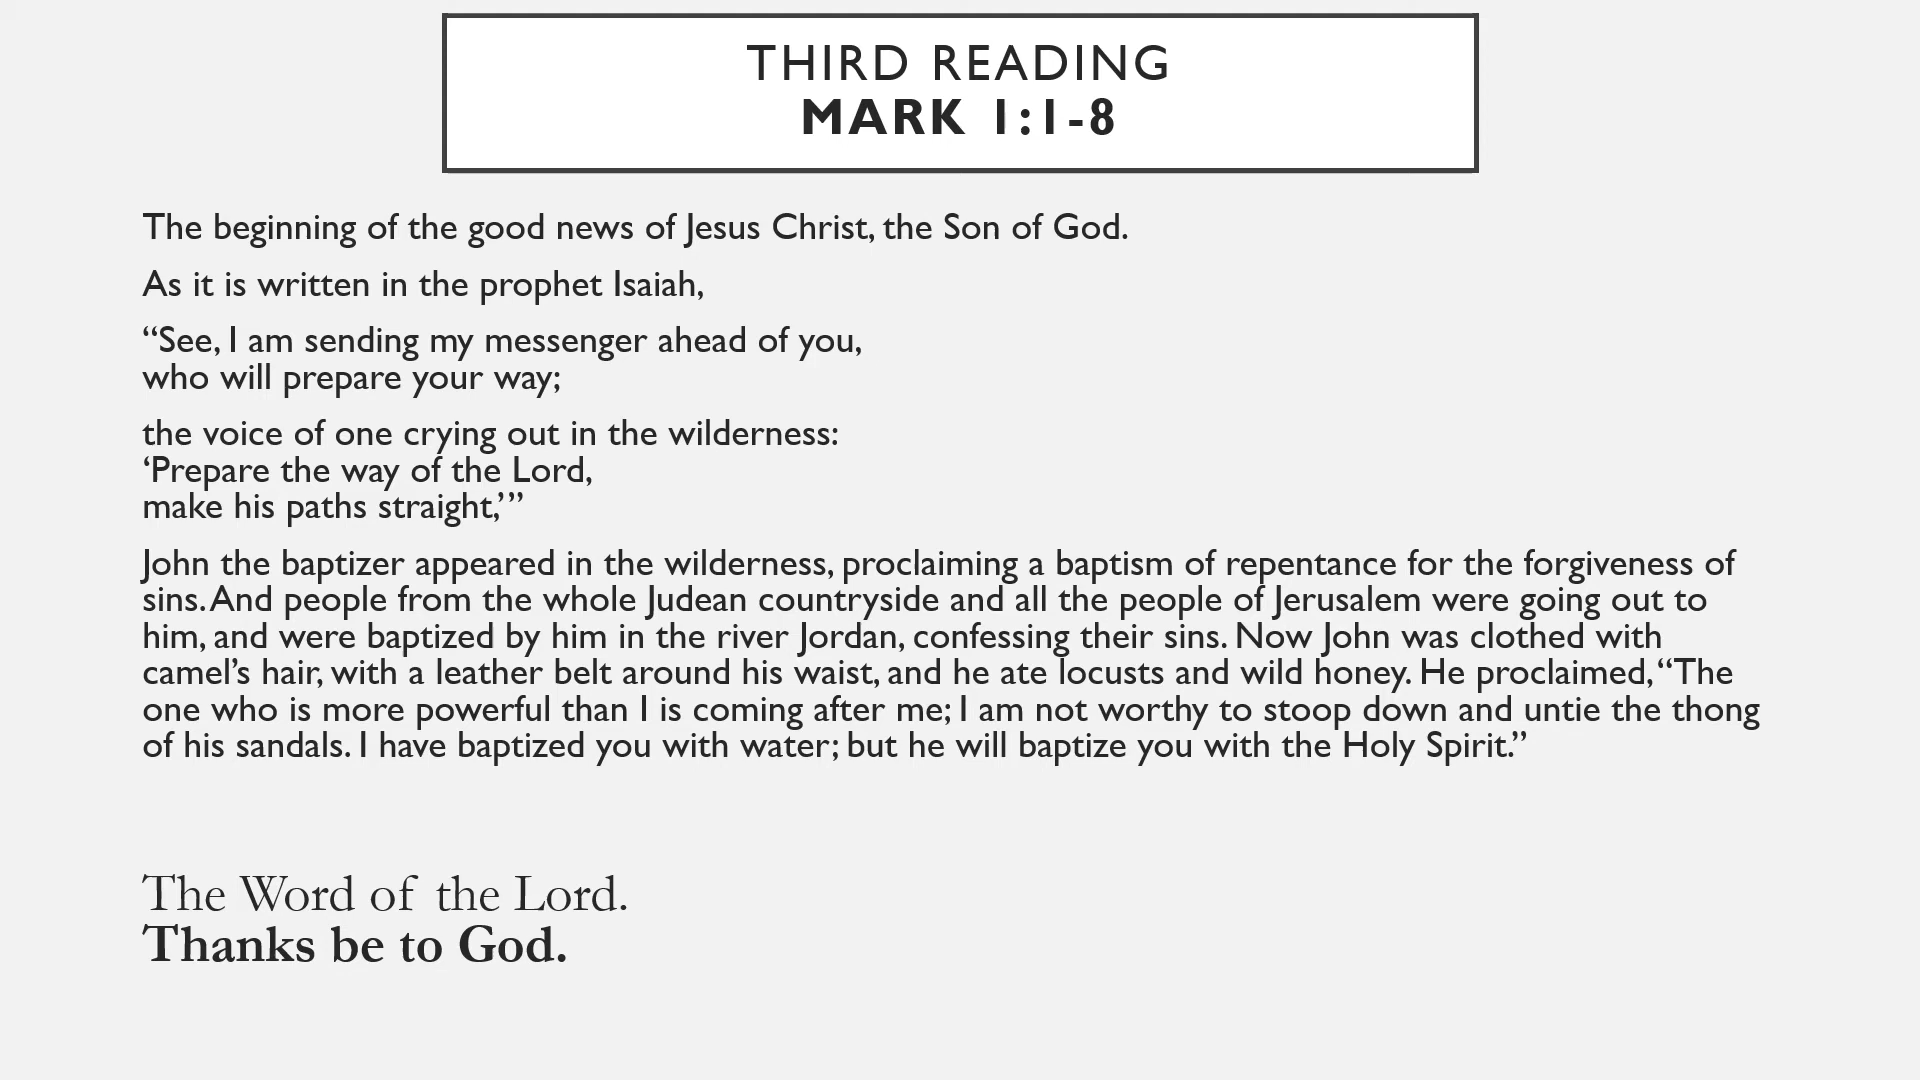 THIRD READING
MARK 1:1-8
The beginning of the good news of Jesus Christ, the Son of God.
As it is written in the prophet Isaiah,
“See, I am sending my messenger ahead of you,
who will prepare your way;
the voice of one crying out in the wilderness:
‘Prepare the way of the Lord,
make his paths straight,’”
John the baptizer appeared in the wilderness, proclaiming a baptism of repentance for the forgiveness of
sins. And people from the whole Judean countryside and all the people of Jerusalem were going out to
him, and were baptized by him in the river Jordan, confessing their sins. Now John was clothed with
camel’s hair, with a leather belt around his waist, and he ate locusts and wild honey. He proclaimed, “The
one who is more powerful than I is coming after me; I am not worthy to stoop down and untie the thong
of his sandals. I have baptized you with water; but he will baptize you with the Holy Spirit.”
The Word of the Lord.
Thanks be to God.